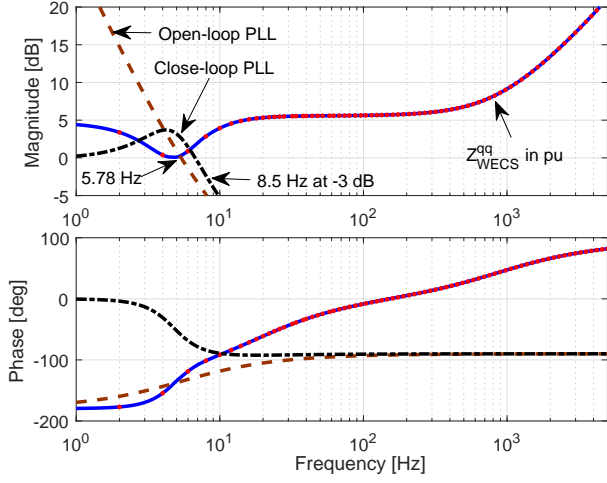 20
15
10
5
0
-5
Magnitude [dB]
Open-loop PLL
Close-loop PLL
5.78 Hz
8.5 Hz at -3 dB
Z^{qq}_{WECS} in pu
10^0
10^1
10^2
10^3
100
0
-100
-200
Phase [deg]
10^0
10^1
10^2
10^3
Frequency [Hz]